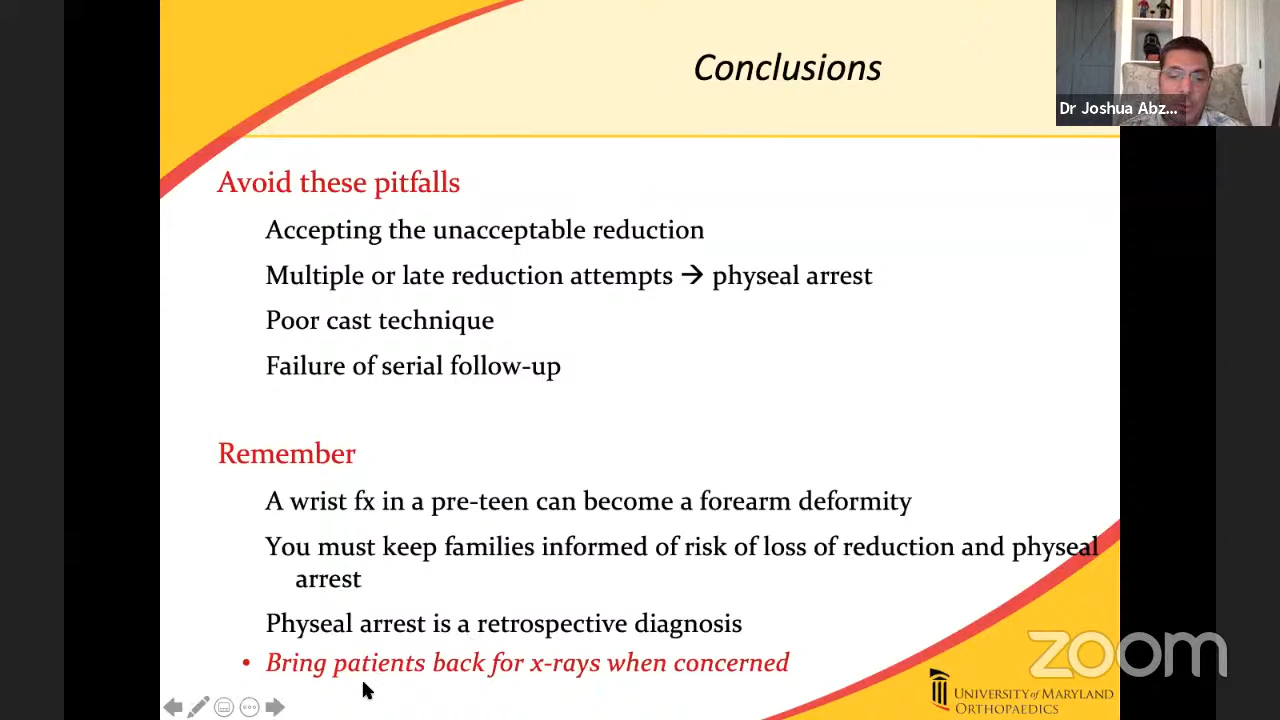 Conclusions
Dr Joshua Abz...
Avoid these pitfalls
Accepting the unacceptable reduction
Multiple or late reduction attempts → physeal arrest
Poor cast technique
Failure of serial follow-up
Remember
A wrist fx in a pre-teen can become a forearm deformity
You must keep families informed of risk of loss of reduction and physeal
arrest
Physeal arrest is a retrospective diagnosis
• Bring patients back for x-rays when concerned
zoom
UNIVERSITY of MARYLAND
ORTHOPAEDICS